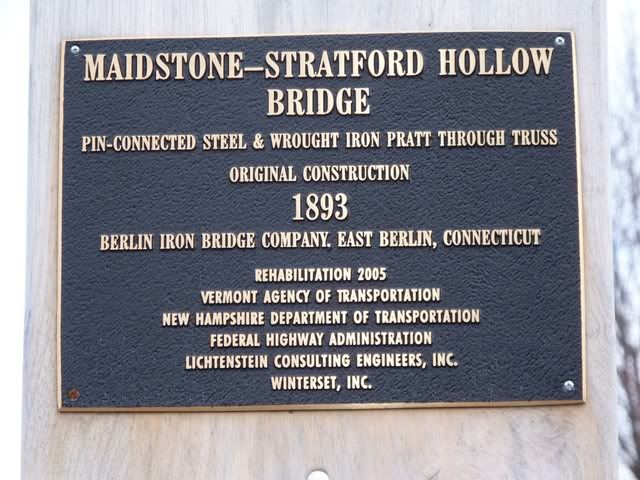 MAIDSTONE–STRATFORD HOLLOW
BRIDGE
PIN-CONNECTED STEEL & WROUGHT IRON PRATT THROUGH TRUSS
ORIGINAL CONSTRUCTION
1893
BERLIN IRON BRIDGE COMPANY. EAST BERLIN, CONNECTICUT
REHABILITATION 2005
VERMONT AGENCY OF TRANSPORTATION
NEW HAMPSHIRE DEPARTMENT OF TRANSPORTATION
FEDERAL HIGHWAY ADMINISTRATION
LICHTENSTEIN CONSULTING ENGINEERS, INC.
WINTERSET, INC.